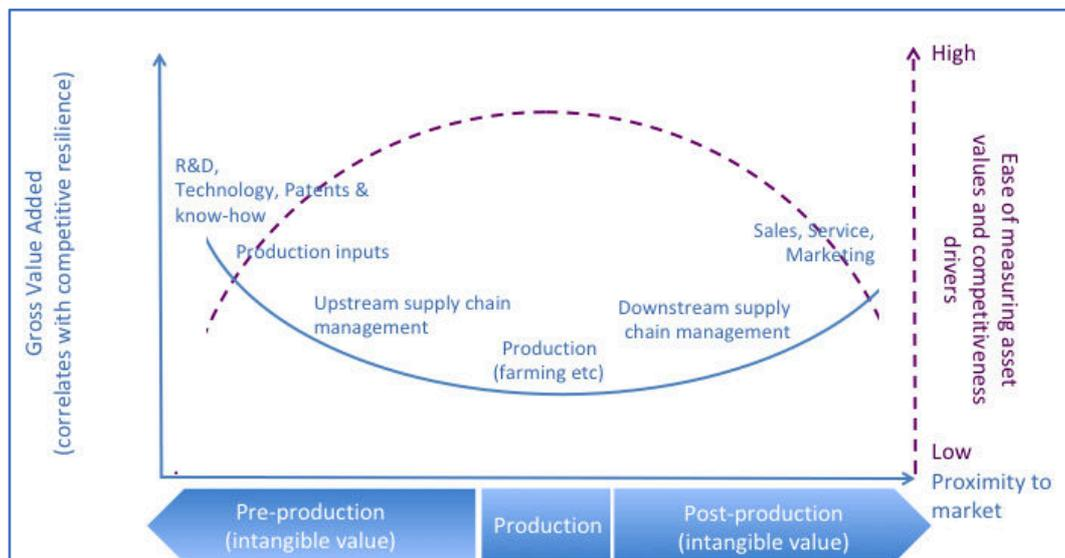 Gross Value Added
(correlates with competitive resilience)
R&D,
Technology, Patents &
know-how
Production inputs
Upstream supply chain
management
Production
(farming etc)
Downstream supply
chain management
Sales, Service,
Marketing
High
Ease of measuring asset
values and competitiveness
drivers
Low
Proximity to
market
Pre-production
(intangible value)
Production
Post-production
(intangible value)